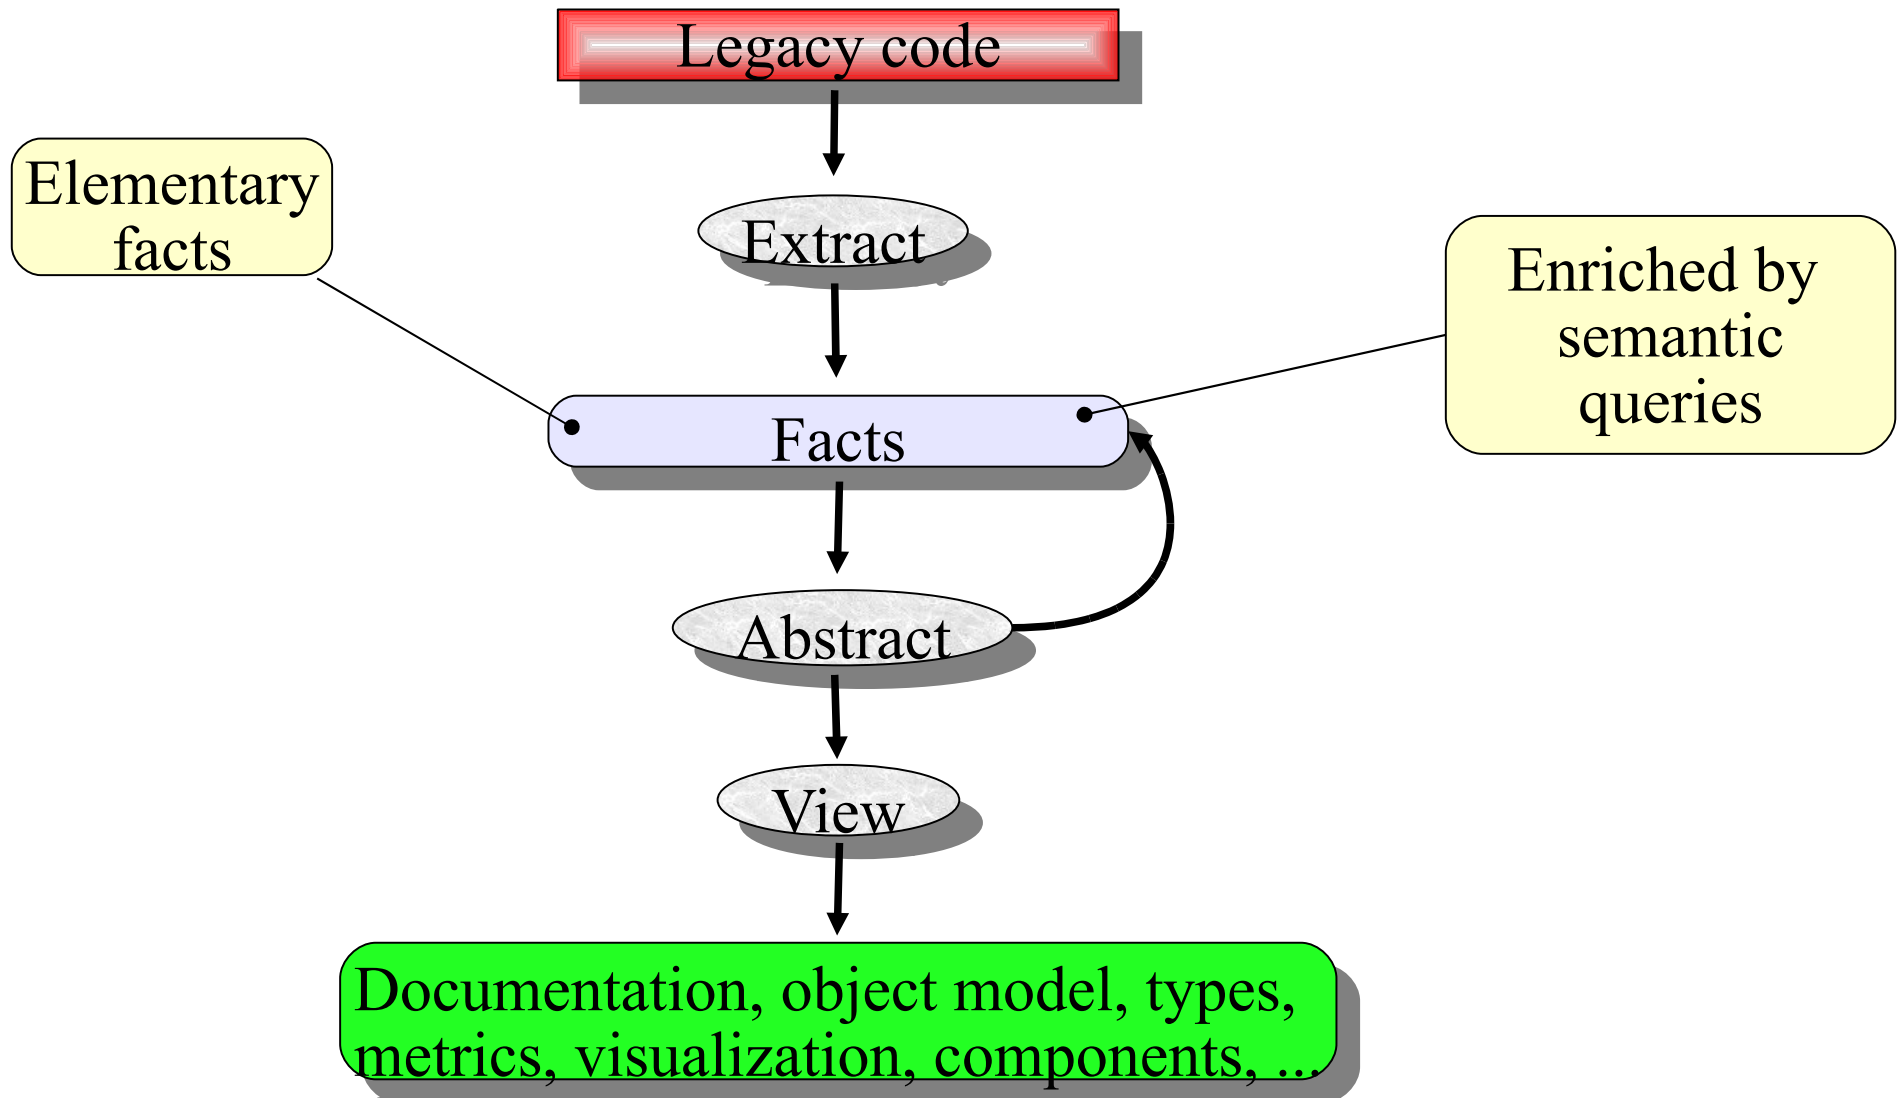 Legacy code
Elementary
facts
Extract
Enriched by
semantic
queries
Facts
Abstract
View
Documentation, object model, types,
metrics, visualization, components, ...